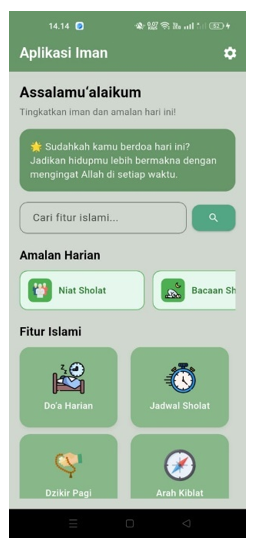 14.14
Aplikasi Iman
Assalamu‘alaikum
Tingkatkan iman dan amalan hari ini!
🌟 Sudahkah kamu berdoa hari ini?
Jadikan hidupmu lebih bermakna dengan
mengingat Allah di setiap waktu.
Cari fitur islami...
Amalan Harian
Niat Sholat
Bacaan Sh
Fitur Islami
Do'a Harian
Jadwal Sholat
Dzikir Pagi
Arah Kiblat